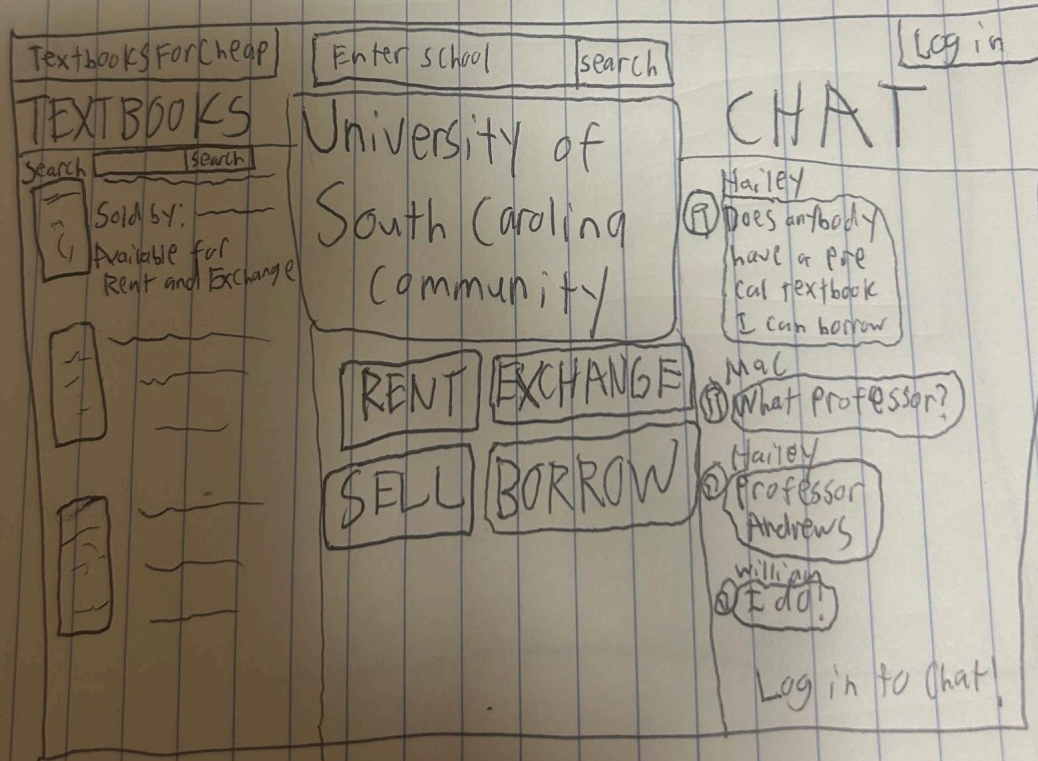 TextbooksForCheap
Enter school
search
Log in
TEXTBOOKS
Search
search
Sold by:
Available for
Rent and Exchange
University of
South Carolina
Community
RENT
EXCHANGE
SELL
BORROW
CHAT
Hailey
Does anybody
have a pre
cal textbook
I can borrow
Mac
What professor?
Hailey
Professor
Andrews
William
I do!
Log in to Chat!